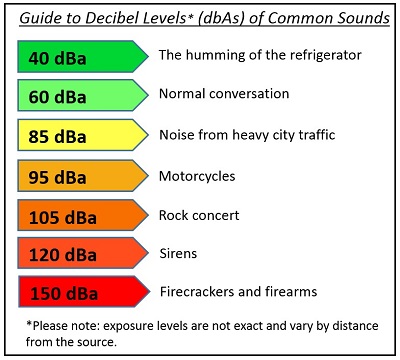 Guide to Decibel Levels* (dbAs) of Common Sounds
40 dBa The humming of the refrigerator
60 dBa Normal conversation
85 dBa Noise from heavy city traffic
95 dBa Motorcycles
105 dBa Rock concert
120 dBa Sirens
150 dBa Firecrackers and firearms
*Please note: exposure levels are not exact and vary by distance
from the source.